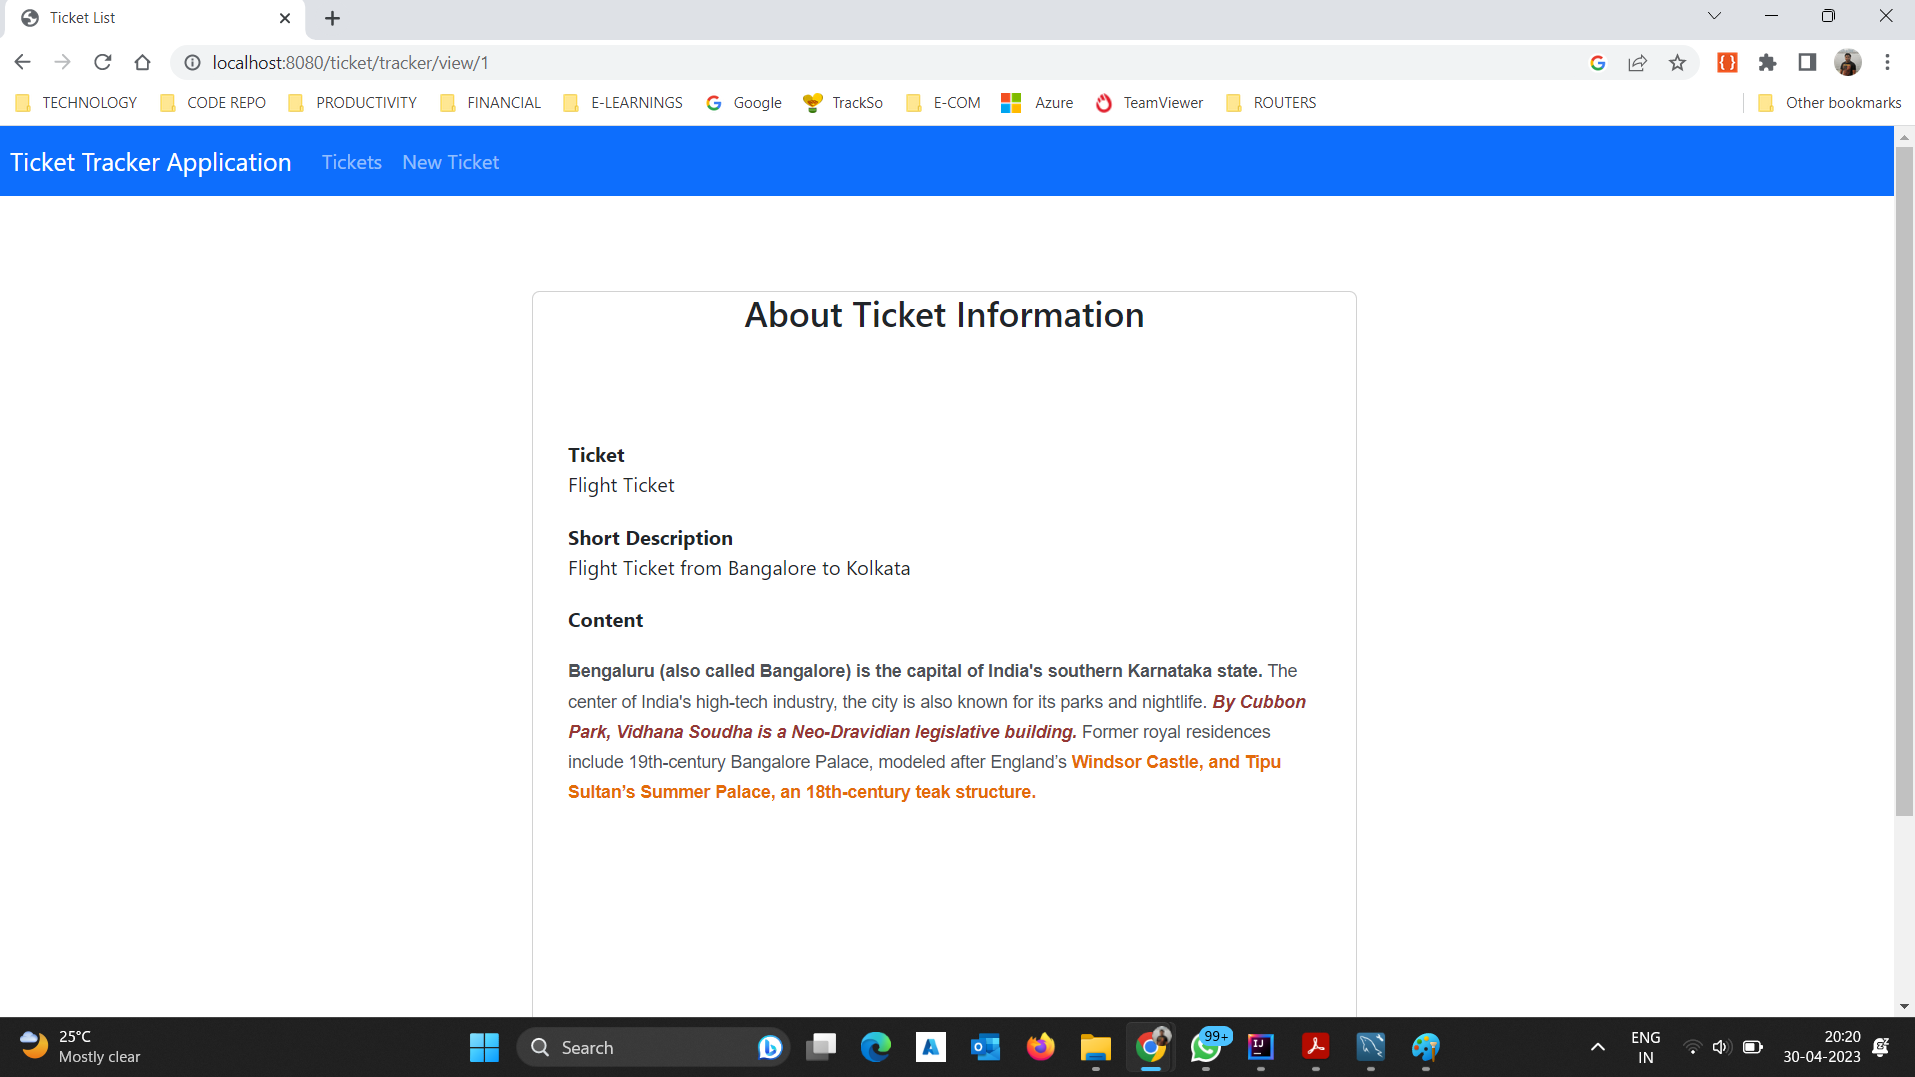 Ticket List
localhost:8080/ticket/tracker/view/1
TECHNOLOGY CODE REPO PRODUCTIVITY FINANCIAL E-LEARNINGS Google TrackSo E-COM Azure TeamViewer ROUTERS Other bookmarks
Ticket Tracker Application Tickets New Ticket
About Ticket Information
Ticket
Flight Ticket
Short Description
Flight Ticket from Bangalore to Kolkata
Content
Bengaluru (also called Bangalore) is the capital of India's southern Karnataka state. The
center of India's high-tech industry, the city is also known for its parks and nightlife. By Cubbon
Park, Vidhana Soudha is a Neo-Dravidian legislative building. Former royal residences
include 19th-century Bangalore Palace, modeled after England’s Windsor Castle, and Tipu
Sultan’s Summer Palace, an 18th-century teak structure.
25°C
Mostly clear
Search
99+
ENG
IN
20:20
30-04-2023